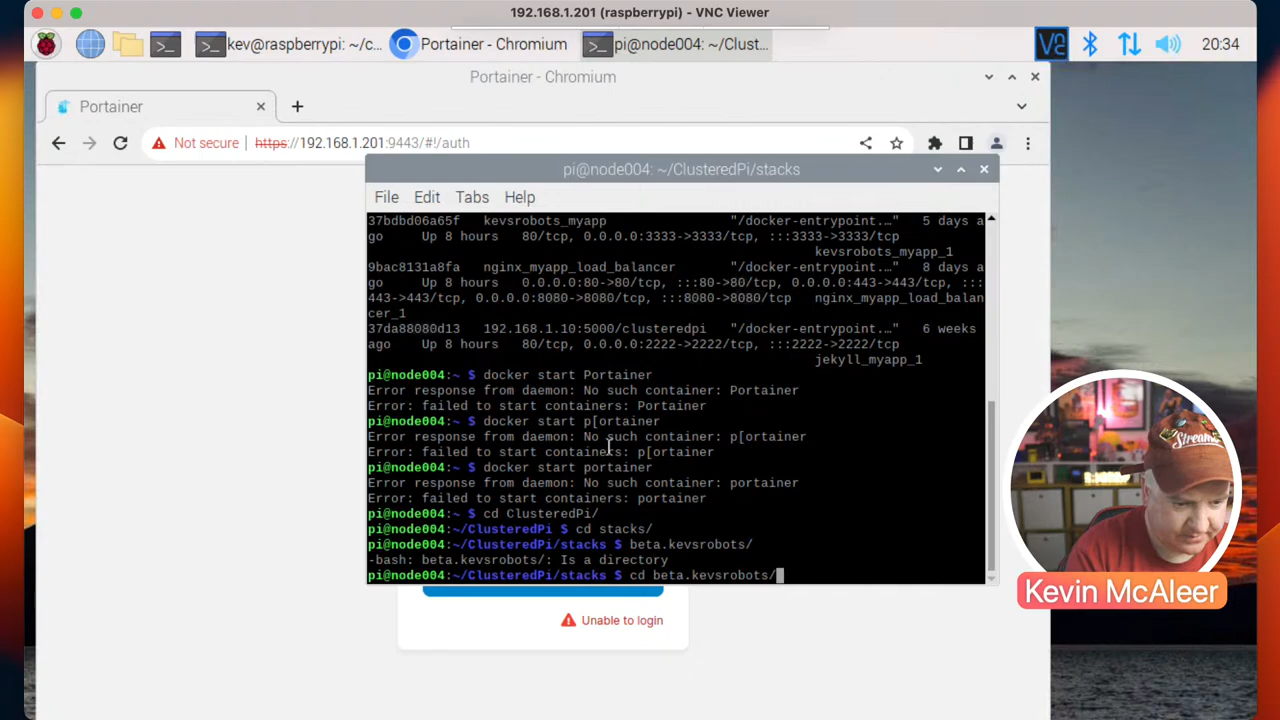 192.168.1.201 (raspberrypi) - VNC Viewer
kev@raspberrypi: ~/c...
Portainer - Chromium
pi@node004: ~/Clust...
20:34
Portainer - Chromium
Portainer
Not secure
https://192.168.1.201:9443/#!/auth
pi@node004: ~/ClusteredPi/stacks
File Edit Tabs Help
37bdbd06a65f kevsrobots_myapp "/docker-entrypoint.…" 5 days a
go Up 8 hours 80/tcp, 0.0.0.0:3333->3333/tcp, :::3333->3333/tcp
kevsrobots_myapp_1
9bac8131a8fa nginx_myapp_load_balancer "/docker-entrypoint.…" 8 days a
go Up 8 hours 0.0.0.0:80->80/tcp, :::80->80/tcp, 0.0.0.0:443->443/tcp, :::
443->443/tcp, 0.0.0.0:8080->8080/tcp, :::8080->8080/tcp nginx_myapp_load_balan
cer_1
37da88080d13 192.168.1.10:5000/clusteredpi "/docker-entrypoint.…" 6 weeks
ago Up 8 hours 80/tcp, 0.0.0.0:2222->2222/tcp, :::2222->2222/tcp
jekyll_myapp_1
pi@node004:~ $ docker start Portainer
Error response from daemon: No such container: Portainer
Error: failed to start containers: Portainer
pi@node004:~ $ docker start p[ortainer
Error response from daemon: No such container: p[ortainer
Error: failed to start containers: p[ortainer
pi@node004:~ $ docker start portainer
Error response from daemon: No such container: portainer
Error: failed to start containers: portainer
pi@node004:~ $ cd ClusteredPi/
pi@node004:~/ClusteredPi $ cd stacks/
pi@node004:~/ClusteredPi/stacks $ beta.kevsrobots/
-bash: beta.kevsrobots/: Is a directory
pi@node004:~/ClusteredPi/stacks $ cd beta.kevsrobots/
Unable to login
Kevin McAleer